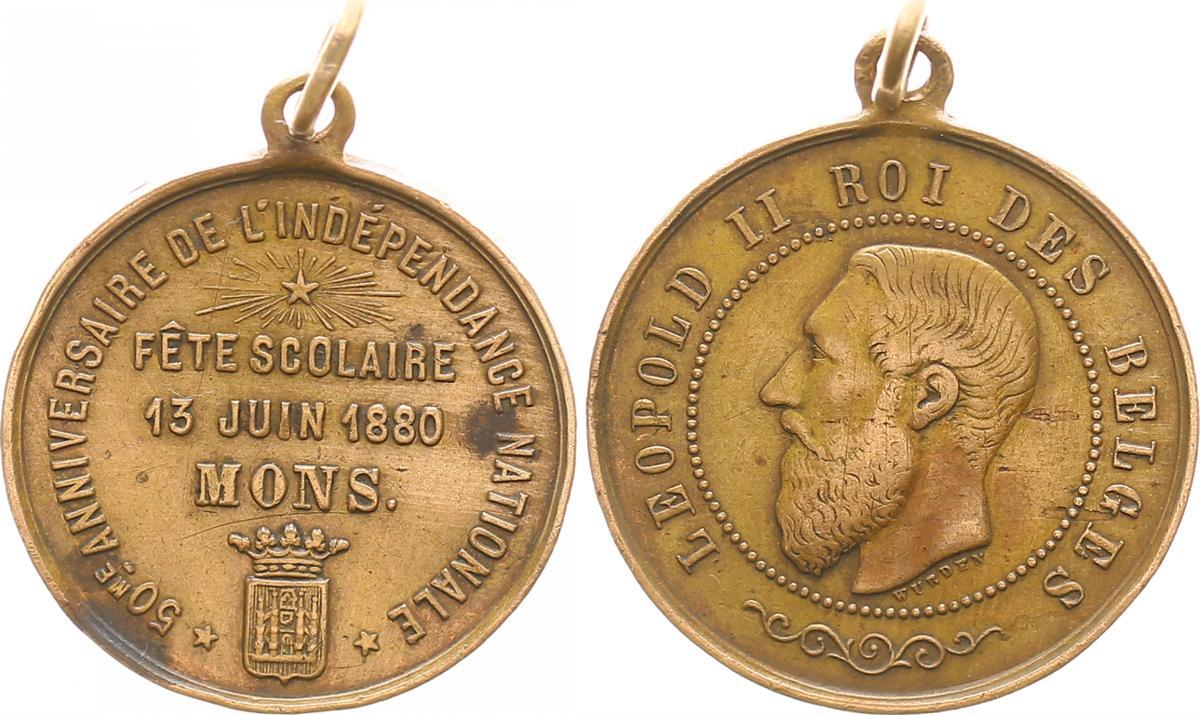 50ME ANNIVERSAIRE DE L'INDÉPENDANCE NATIONALE
FÊTE SCOLAIRE
13 JUIN 1880
MONS.
LEOPOLD II ROI DES BELGES
WURDEN